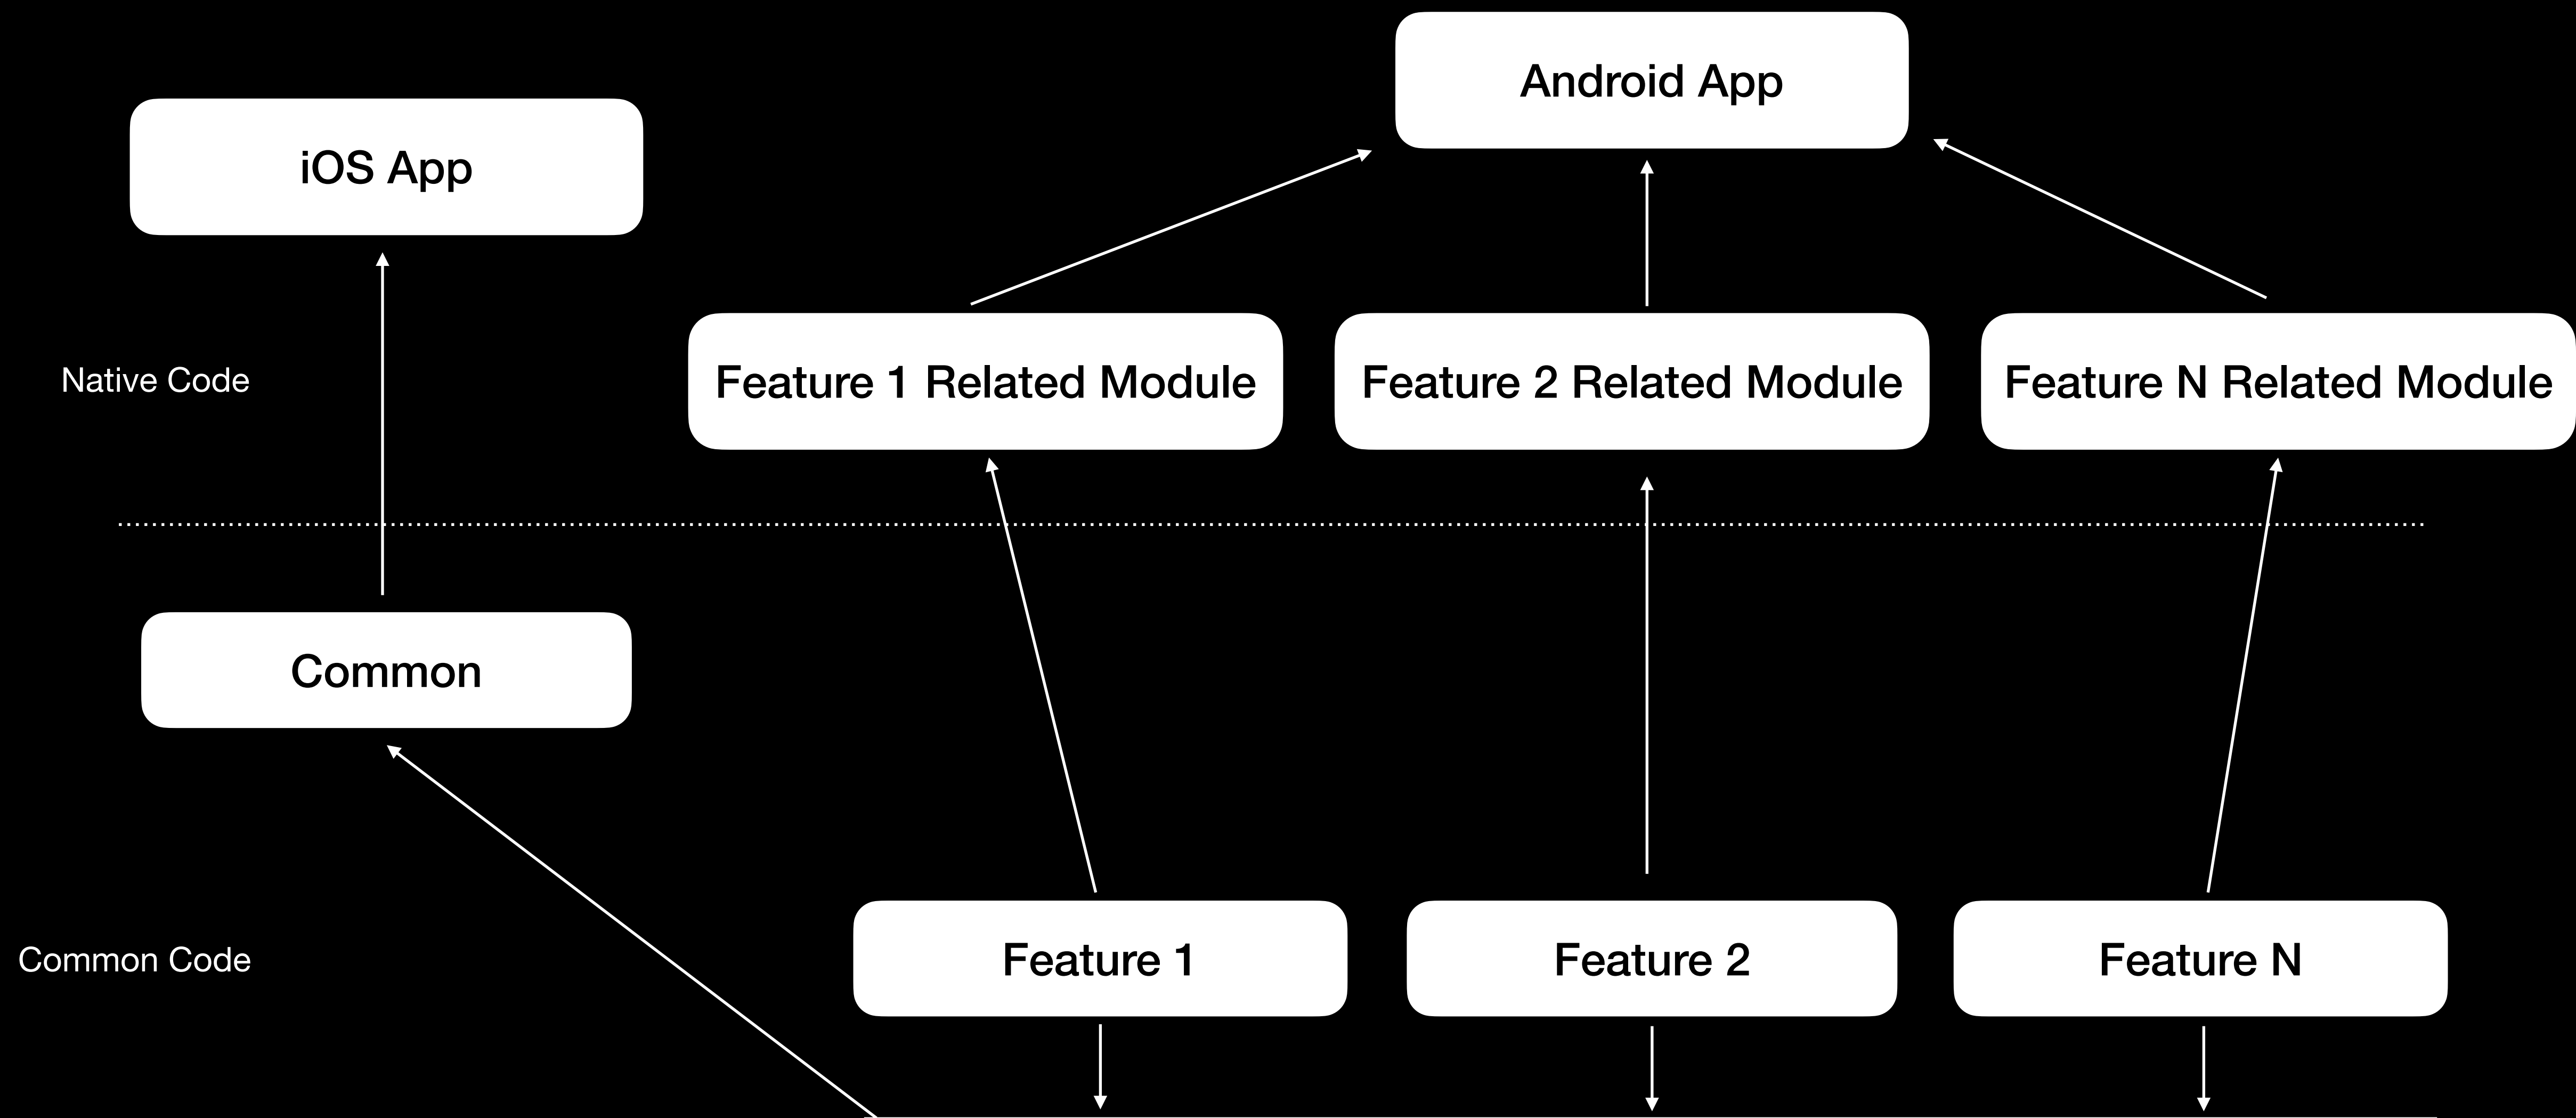 Android App
iOS App
Native Code
Feature 1 Related Module
Feature 2 Related Module
Feature N Related Module
Common
Common Code
Feature 1
Feature 2
Feature N